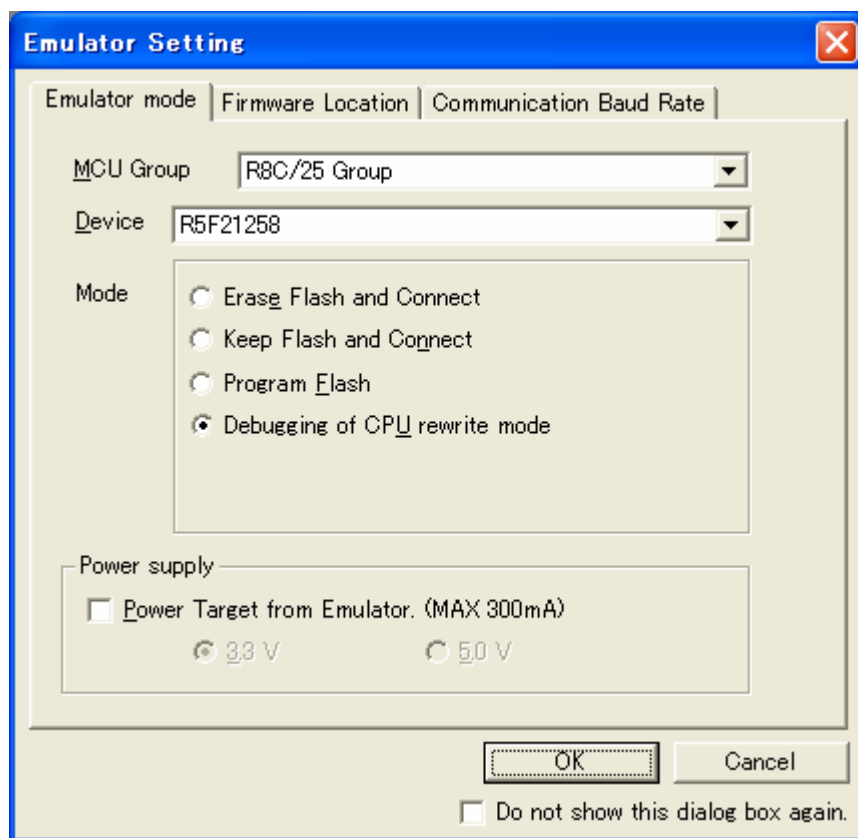 Emulator Setting
Emulator mode Firmware Location Communication Baud Rate
MCU Group R8C/25 Group
Device R5F21258
Mode
Erase Flash and Connect
Keep Flash and Connect
Program Flash
Debugging of CPU rewrite mode
Power supply
Power Target from Emulator. (MAX 300mA)
3.3 V 5.0 V
OK Cancel
Do not show this dialog box again.